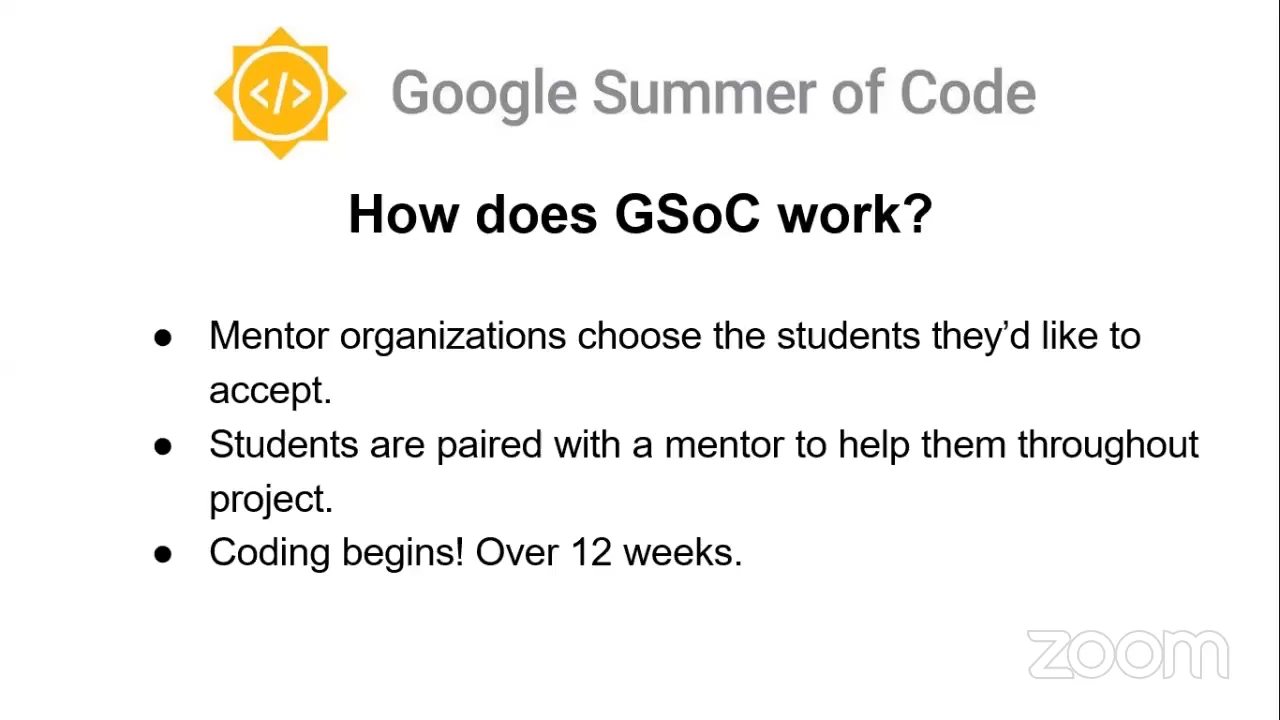 </>
Google Summer of Code
How does GSoC work?
● Mentor organizations choose the students they’d like to
accept.
● Students are paired with a mentor to help them throughout
project.
● Coding begins! Over 12 weeks.
zoom